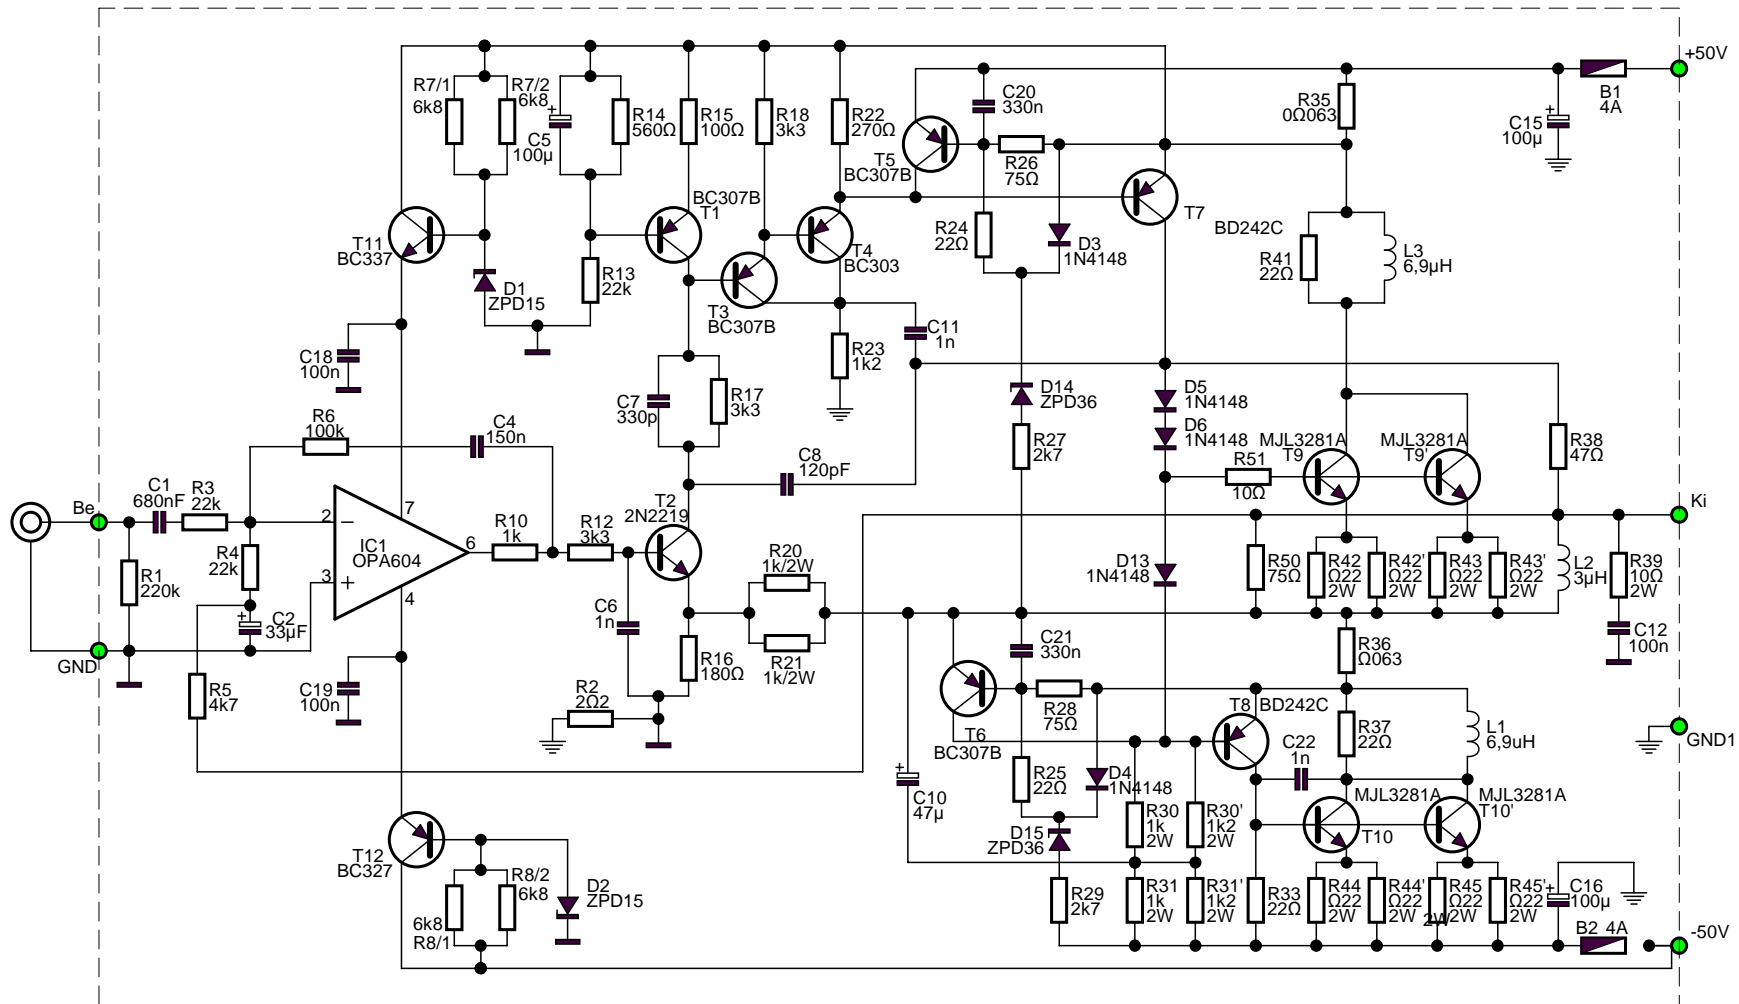 +50V
B1
4A
R7/1
6k8
R7/2
6k8
+
C5
100µ
R14
560Ω
R15
100Ω
R18
3k3
R22
270Ω
C20
330n
R35
0Ω063
+
C15
100µ
T5
BC307B
R26
75Ω
BC307B
T1
T7
BD242C
T11
BC337
T4
BC303
R24
22Ω
D3
1N4148
R41
22Ω
L3
6,9µH
R13
22k
D1
ZPD15
T3
BC307B
C11
1n
C18
100n
R23
1k2
C7
330p
R17
3k3
D14
ZPD36
D5
1N4148
D6
1N4148
R6
100k
C4
150n
C8
120pF
R27
2k7
MJL3281A
T9
MJL3281A
T9'
R51
10Ω
R38
47Ω
Be
C1
680nF
R3
22k
7
2
−
IC1
OPA604
6
3
+
4
R10
1k
R12
3k3
T2
2N2219
Ki
R4
22k
R1
220k
+
C2
33µF
GND
R20
1k/2W
R21
1k/2W
D13
1N4148
R50
75Ω
R42
Ω22
2W
R42'
Ω22
2W
R43
Ω22
2W
R43'
Ω22
2W
L2
3µH
R39
10Ω
2W
C6
1n
R16
180Ω
C21
330n
R36
Ω063
C12
100n
R5
4k7
C19
100n
R2
2Ω2
R28
75Ω
T6
BC307B
T8
BD242C
R37
22Ω
L1
6,9uH
GND1
C22
1n
+
C10
47µ
R25
22Ω
D4
1N4148
MJL3281A
T10
MJL3281A
T10'
D15
ZPD36
R30
1k
2W
R30'
1k2
2W
T12
BC327
R8/2
6k8
6k8
R8/1
D2
ZPD15
R29
2k7
R31
1k
2W
R31'
1k2
2W
R33
22Ω
R44
Ω22
2W
R44'
Ω22
2W
R45
Ω22
2W
2W
R45'
Ω22
2W
+
C16
100µ
B2 4A
-50V